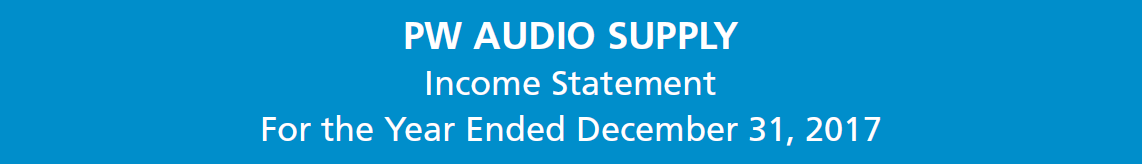 PW AUDIO SUPPLY
Income Statement
For the Year Ended December 31, 2017